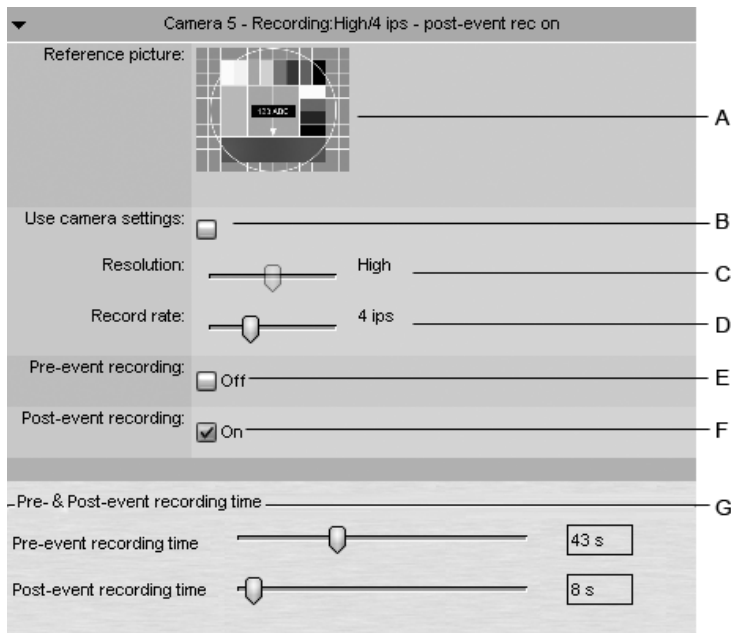 Camera 5 - Recording:High/4 ips - post-event rec on
Reference picture:
123 ABC
A
Use camera settings:
B
Resolution: High
C
Record rate: 4 ips
D
Pre-event recording: Off
E
Post-event recording: On
F
Pre- & Post-event recording time
G
Pre-event recording time 43 s
Post-event recording time 8 s